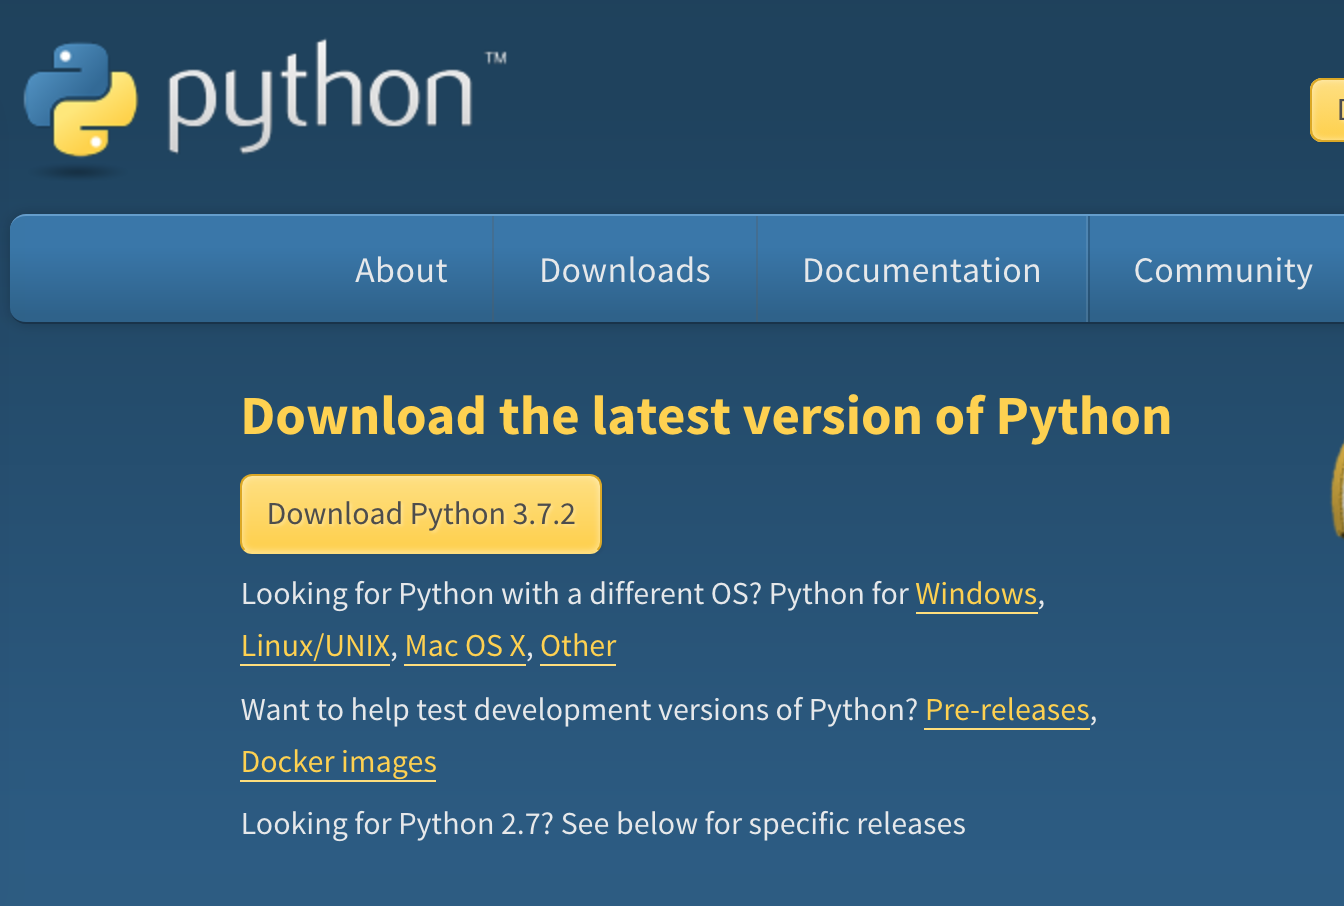 python™
About Downloads Documentation Community
Download the latest version of Python
Download Python 3.7.2
Looking for Python with a different OS? Python for Windows,
Linux/UNIX, Mac OS X, Other
Want to help test development versions of Python? Pre-releases,
Docker images
Looking for Python 2.7? See below for specific releases